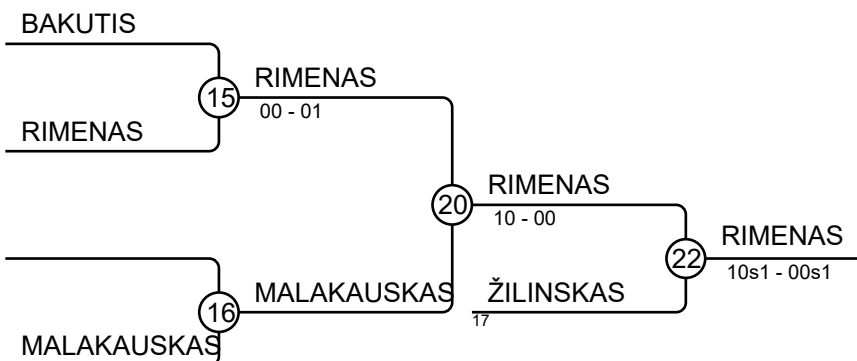 BAKUTIS
15
RIMENAS
00 - 01
RIMENAS
20
RIMENAS
10 - 00
22
RIMENAS
10s1 - 00s1
16
MALAKAUSKAS
ŽILINSKAS
17
MALAKAUSKAS